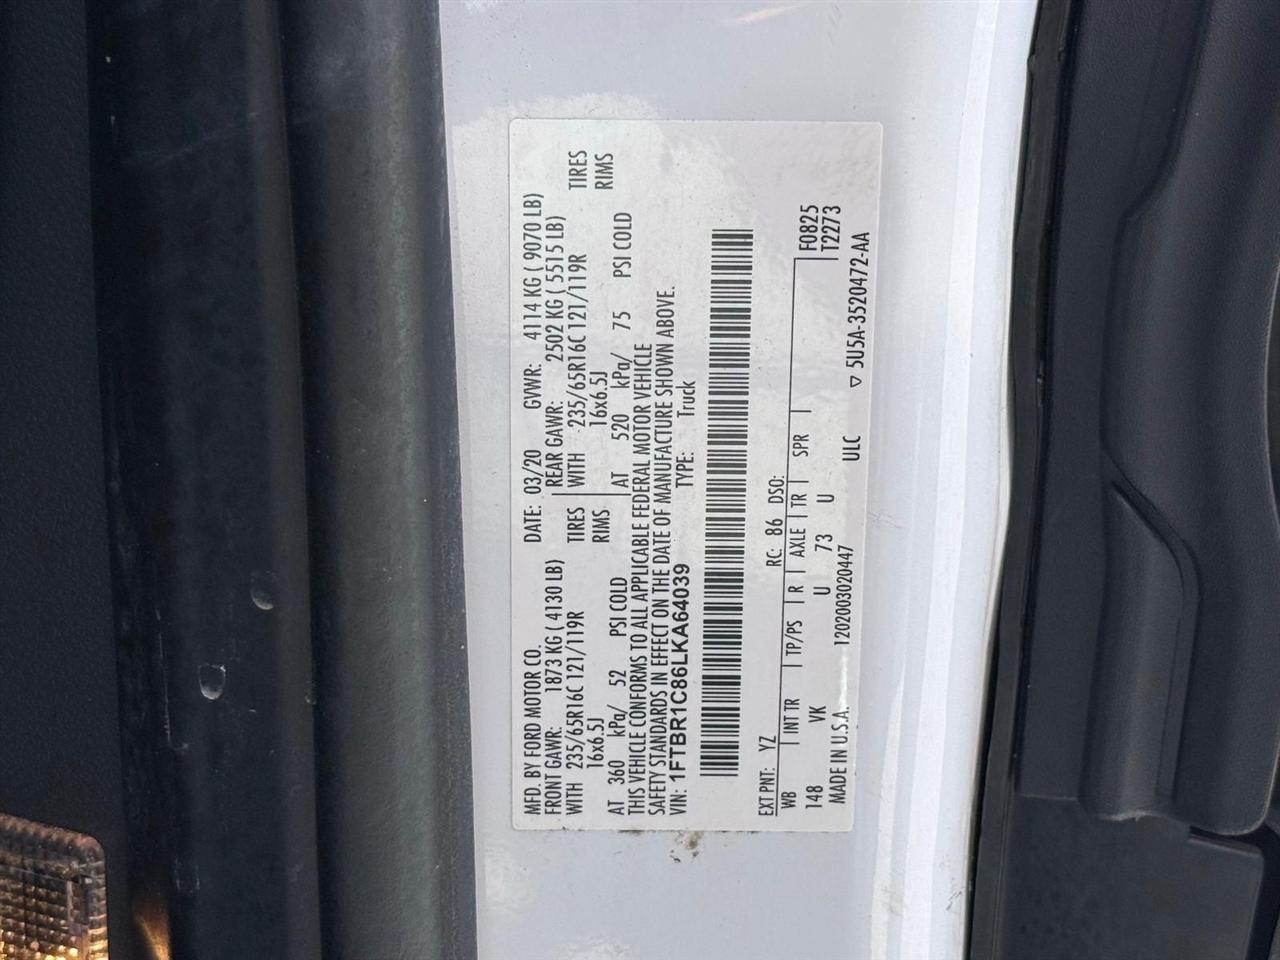 MFD. BY FORD MOTOR CO.
DATE: 03/20 GVWR: 4114 KG ( 9070 LB)
FRONT GAWR: 1873 KG ( 4130 LB) REAR GAWR: 2502 KG ( 5515 LB)
WITH 235/65R16C 121/119R TIRES WITH 235/65R16C 121/119R TIRES
16x6.5J RIMS 16x6.5J RIMS
AT 360 kPa/ 52 PSI COLD AT 520 kPa/ 75 PSI COLD
THIS VEHICLE CONFORMS TO ALL APPLICABLE FEDERAL MOTOR VEHICLE
SAFETY STANDARDS IN EFFECT ON THE DATE OF MANUFACTURE SHOWN ABOVE.
VIN: 1FTBR1C86LKA64039 TYPE: Truck
EXT PNT: YZ RC: 86 DSO:
WB INT TR TP/PS R AXLE TR SPR F0825
148 VK U 73 U T2273
MADE IN U.S.A. 1202003020447 ULC ▽ 5U5A-3520472-AA